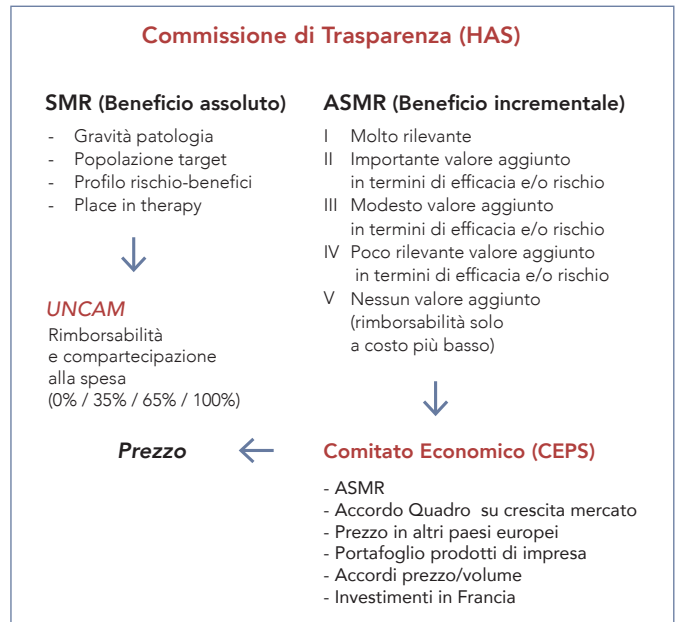 Commissione di Trasparenza (HAS)
SMR (Beneficio assoluto)
- Gravità patologia
- Popolazione target
- Profilo rischio-benefici
- Place in therapy
UNCAM
Rimborsabilità
e compartecipazione
alla spesa
(0% / 35% / 65% / 100%)
ASMR (Beneficio incrementale)
I Molto rilevante
II Importante valore aggiunto
in termini di efficacia e/o rischio
III Modesto valore aggiunto
in termini di efficacia e/o rischio
IV Poco rilevante valore aggiunto
in termini di efficacia e/o rischio
V Nessun valore aggiunto
(rimborsabilità solo
a costo più basso)
Comitato Economico (CEPS)
- ASMR
- Accordo Quadro su crescita mercato
- Prezzo in altri paesi europei
- Portafoglio prodotti di impresa
- Accordi prezzo/volume
- Investimenti in Francia
Prezzo